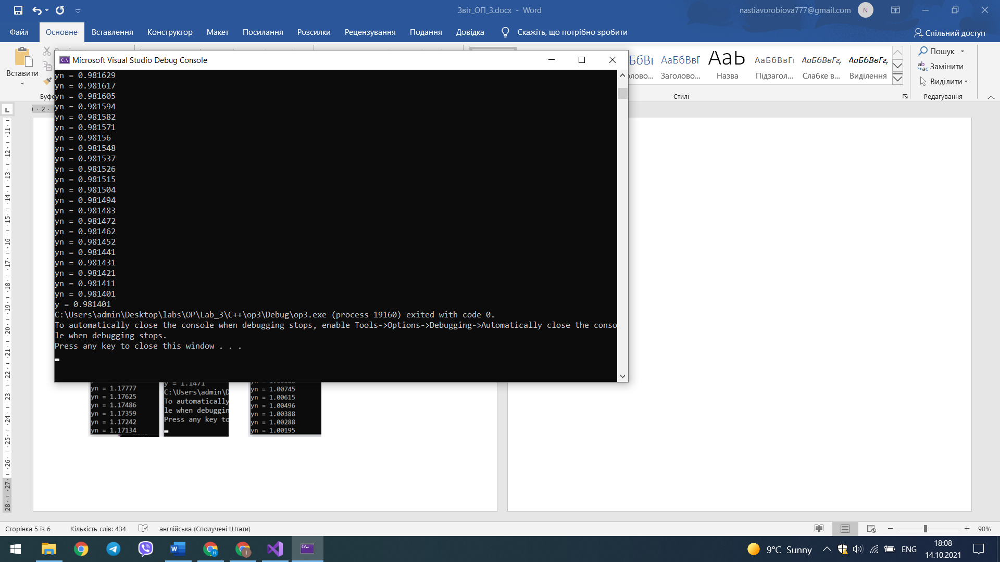 Звіт_ОП_3.docx - Word
nastiavorobiova777@gmail.com
N
Файл
Основне
Вставлення
Конструктор
Макет
Посилання
Розсилки
Рецензування
Подання
Довідка
Скажіть, що потрібно зробити
Спільний доступ
Вставити
Microsoft Visual Studio Debug Console
АаБбВвГ
Заголово...
АаЬ
Назва
АаБбВвГг
Підзагол...
АаБбВвГг,
Слабке в...
АаБбВвГг,
Виділення
Стилі
Пошук
Замінити
Виділити
Редагування
yn = 0.981629
yn = 0.981617
yn = 0.981605
yn = 0.981594
yn = 0.981582
yn = 0.981571
yn = 0.98156
yn = 0.981548
yn = 0.981537
yn = 0.981526
yn = 0.981515
yn = 0.981504
yn = 0.981494
yn = 0.981483
yn = 0.981472
yn = 0.981462
yn = 0.981452
yn = 0.981441
yn = 0.981431
yn = 0.981421
yn = 0.981411
yn = 0.981401
y = 0.981401
C:\Users\admin\Desktop\labs\OP\Lab_3\C++\op3\Debug\op3.exe (process 19160) exited with code 0.
To automatically close the console when debugging stops, enable Tools->Options->Debugging->Automatically close the conso
le when debugging stops.
Press any key to close this window . . .
yn = 1.17777
yn = 1.17625
yn = 1.17486
yn = 1.17359
yn = 1.17242
yn = 1.17134
y = 1.1471
C:\Users\admin\D
To automatically
le when debuggin
Press any key to
yn = 1.00745
yn = 1.00615
yn = 1.00496
yn = 1.00388
yn = 1.00288
yn = 1.00195
Сторінка 5 із 6
Кількість слів: 434
англійська (Сполучені Штати)
90%
9°C Sunny
ENG
18:08
14.10.2021